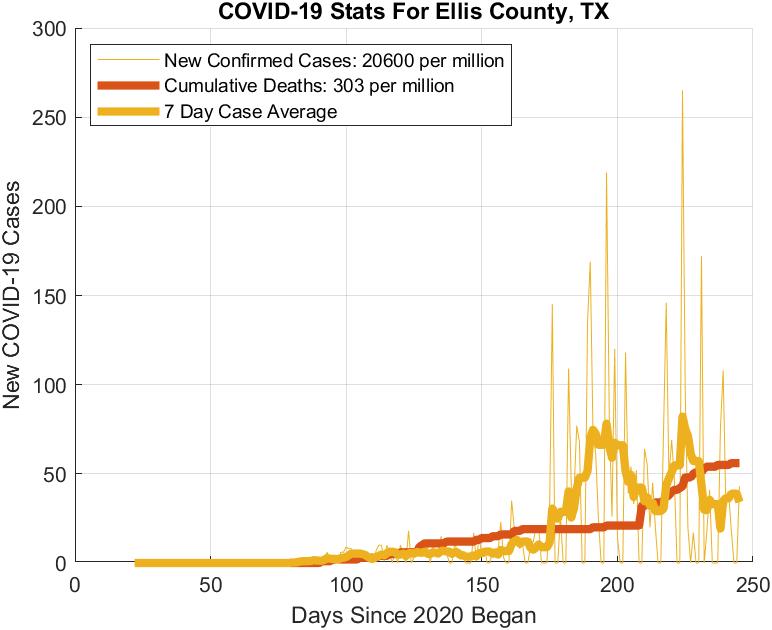 COVID-19 Stats For Ellis County, TX
300
250
200
150
100
50
0
New COVID-19 Cases
New Confirmed Cases: 20600 per million
Cumulative Deaths: 303 per million
7 Day Case Average
0 50 100 150 200 250
Days Since 2020 Began